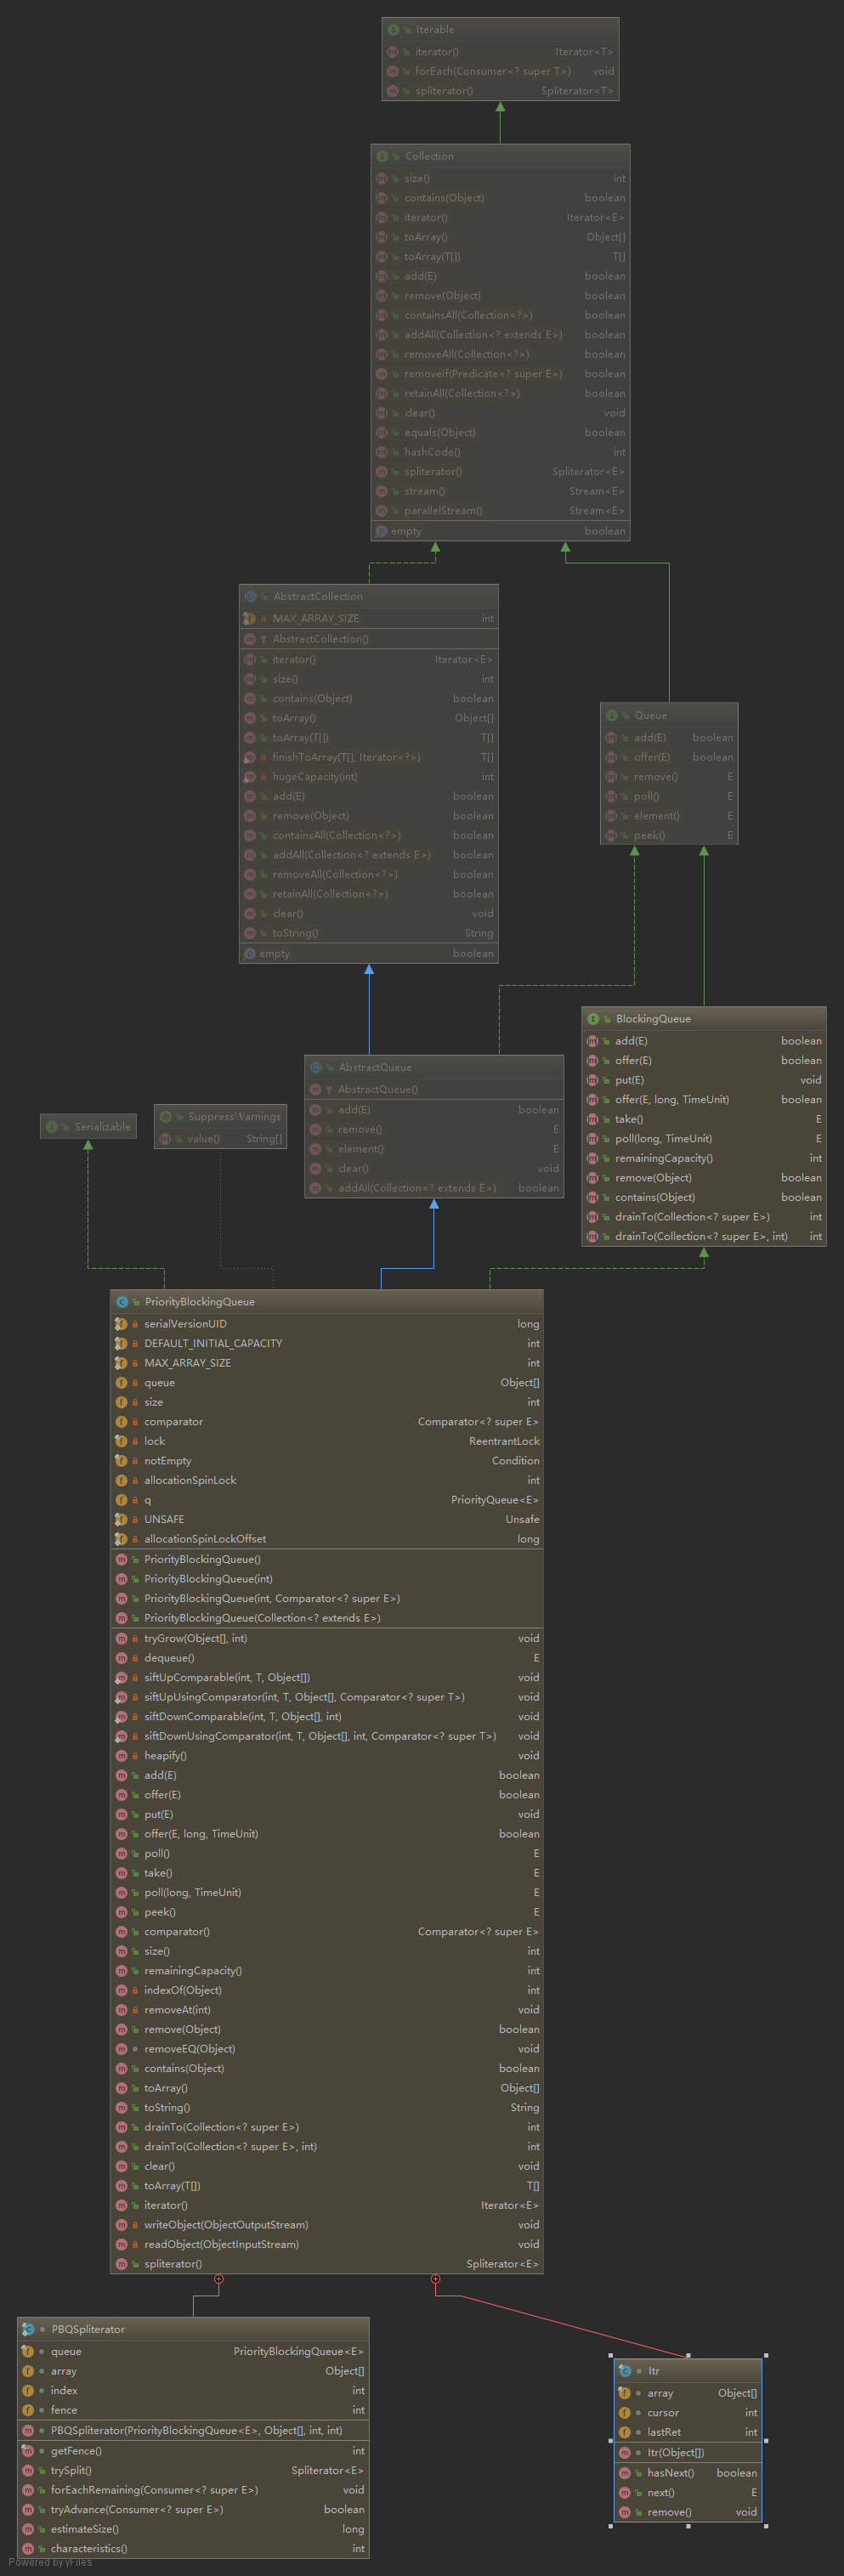 Iterable
iterator() Iterator<T>
forEach(Consumer<? super T>) void
spliterator() Spliterator<T>
Collection
size() int
contains(Object) boolean
iterator() Iterator<E>
toArray() Object[]
toArray(T[]) T[]
add(E) boolean
remove(Object) boolean
containsAll(Collection<?>) boolean
addAll(Collection<? extends E>) boolean
removeAll(Collection<?>) boolean
removeIf(Predicate<? super E>) boolean
retainAll(Collection<?>) boolean
clear() void
equals(Object) boolean
hashCode() int
spliterator() Spliterator<E>
stream() Stream<E>
parallelStream() Stream<E>
empty boolean
AbstractCollection
MAX_ARRAY_SIZE int
AbstractCollection()
iterator() Iterator<E>
size() int
contains(Object) boolean
toArray() Object[]
toArray(T[]) T[]
finishToArray(T[], Iterator<?>) T[]
hugeCapacity(int) int
add(E) boolean
remove(Object) boolean
containsAll(Collection<?>) boolean
addAll(Collection<? extends E>) boolean
removeAll(Collection<?>) boolean
retainAll(Collection<?>) boolean
clear() void
toString() String
empty boolean
Queue
add(E) boolean
offer(E) boolean
remove() E
poll() E
element() E
peek() E
BlockingQueue
add(E) boolean
offer(E) boolean
put(E) void
offer(E, long, TimeUnit) boolean
take() E
poll(long, TimeUnit) E
remainingCapacity() int
remove(Object) boolean
contains(Object) boolean
drainTo(Collection<? super E>) int
drainTo(Collection<? super E>, int) int
AbstractQueue
AbstractQueue()
add(E) boolean
remove() E
element() E
clear() void
addAll(Collection<? extends E>) boolean
Serializable
SuppressWarnings
value() String[]
PriorityBlockingQueue
serialVersionUID long
DEFAULT_INITIAL_CAPACITY int
MAX_ARRAY_SIZE int
queue Object[]
size int
comparator Comparator<? super E>
lock ReentrantLock
notEmpty Condition
allocationSpinLock int
q PriorityQueue<E>
UNSAFE Unsafe
allocationSpinLockOffset long
PriorityBlockingQueue()
PriorityBlockingQueue(int)
PriorityBlockingQueue(int, Comparator<? super E>)
PriorityBlockingQueue(Collection<? extends E>)
tryGrow(Object[], int) void
dequeue() E
siftUpComparable(int, T, Object[]) void
siftUpUsingComparator(int, T, Object[], Comparator<? super T>) void
siftDownComparable(int, T, Object[], int) void
siftDownUsingComparator(int, T, Object[], int, Comparator<? super T>) void
heapify() void
add(E) boolean
offer(E) boolean
put(E) void
offer(E, long, TimeUnit) boolean
poll() E
take() E
poll(long, TimeUnit) E
peek() E
comparator() Comparator<? super E>
size() int
remainingCapacity() int
indexOf(Object) int
removeAt(int) void
remove(Object) boolean
removeEQ(Object) void
contains(Object) boolean
toArray() Object[]
toString() String
drainTo(Collection<? super E>) int
drainTo(Collection<? super E>, int) int
clear() void
toArray(T[]) T[]
iterator() Iterator<E>
writeObject(ObjectOutputStream) void
readObject(ObjectInputStream) void
spliterator() Spliterator<E>
PBQSpliterator
queue PriorityBlockingQueue<E>
array Object[]
index int
fence int
PBQSpliterator(PriorityBlockingQueue<E>, Object[], int, int)
getFence() int
trySplit() Spliterator<E>
forEachRemaining(Consumer<? super E>) void
tryAdvance(Consumer<? super E>) boolean
estimateSize() long
characteristics() int
Itr
array Object[]
cursor int
lastRet int
Itr(Object[])
hasNext() boolean
next() E
remove() void
Powered by yFiles